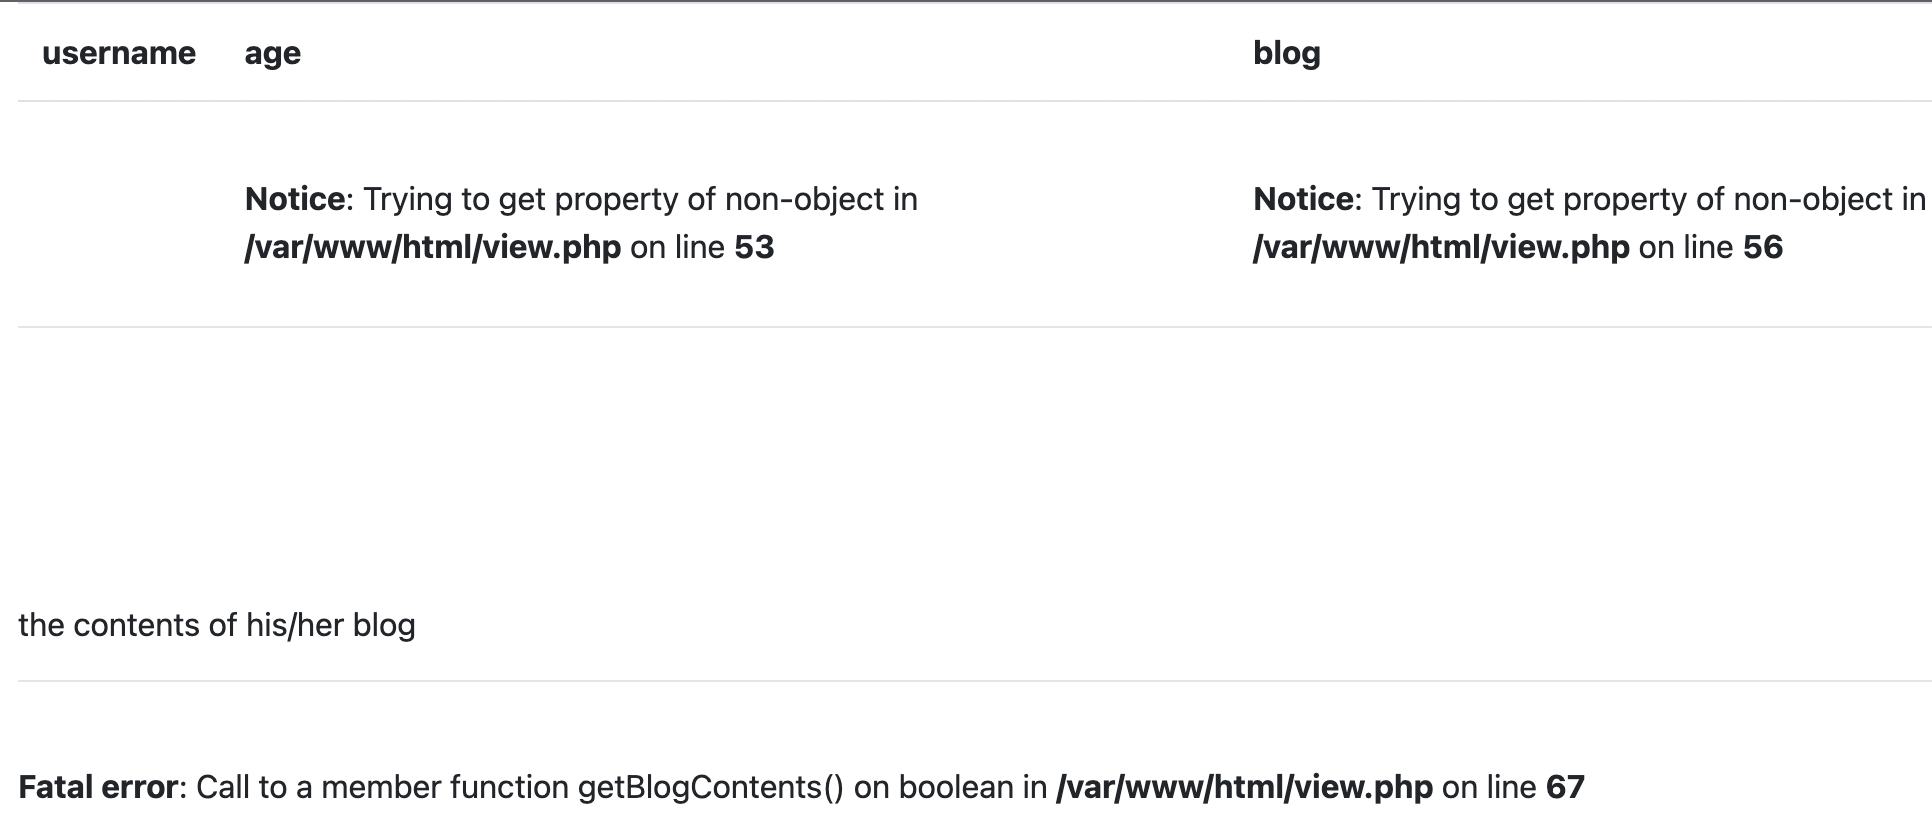 username age blog
Notice: Trying to get property of non-object in
/var/www/html/view.php on line 53
Notice: Trying to get property of non-object in
/var/www/html/view.php on line 56
the contents of his/her blog
Fatal error: Call to a member function getBlogContents() on boolean in /var/www/html/view.php on line 67